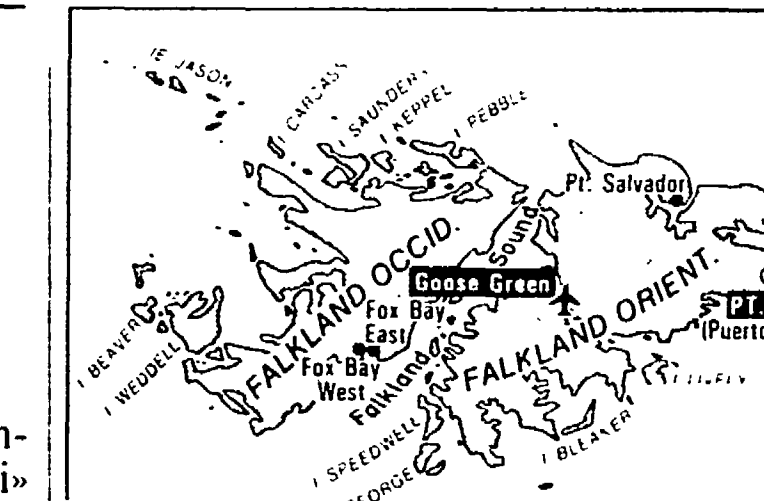 IE JASON
I CARCASS
I SAUNDERS
I KEPPEL
I PEBBLE
Pt. Salvador
FALKLAND OCCID.
Sound
Goose Green
FALKLAND ORIENT.
PT.
(Puerto
Fox Bay
East
Fox Bay
West
Falkland
I BEAVER
I WEDDELL
I SPEEDWELL
GEORGE
I BLEAKER
n-
i»